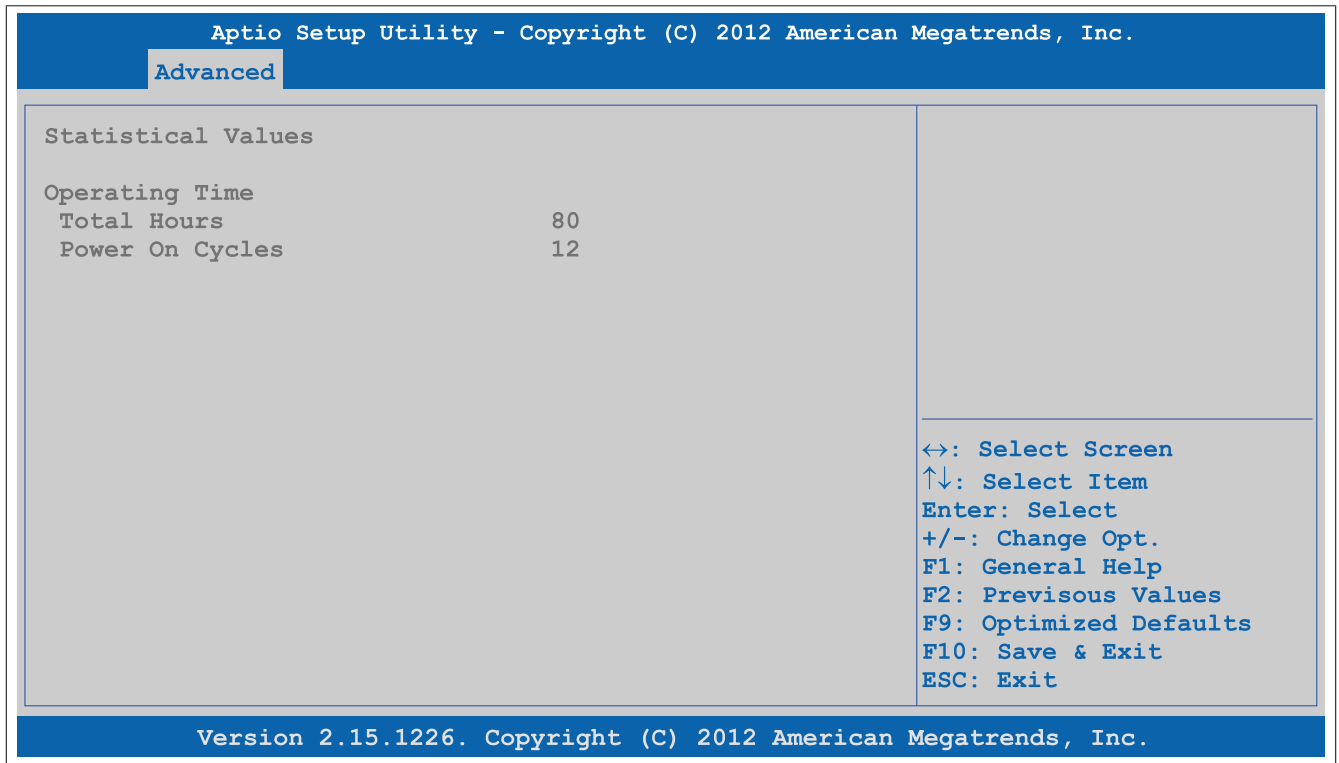 Aptio Setup Utility - Copyright (C) 2012 American Megatrends, Inc.
Advanced
Statistical Values
Operating Time
Total Hours 80
Power On Cycles 12
↔: Select Screen
↑↓: Select Item
Enter: Select
+/-: Change Opt.
F1: General Help
F2: Previsous Values
F9: Optimized Defaults
F10: Save & Exit
ESC: Exit
Version 2.15.1226. Copyright (C) 2012 American Megatrends, Inc.